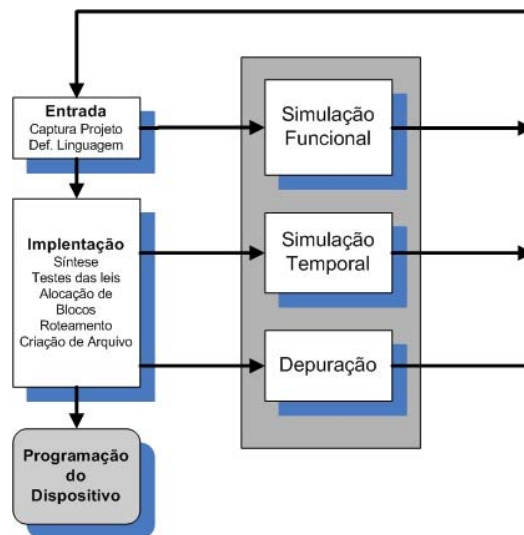 Entrada
Captura Projeto
Def. Linguagem
Simulação
Funcional
Implentação
Síntese
Testes das leis
Alocação de
Blocos
Roteamento
Criação de Arquivo
Simulação
Temporal
Depuração
Programação
do
Dispositivo